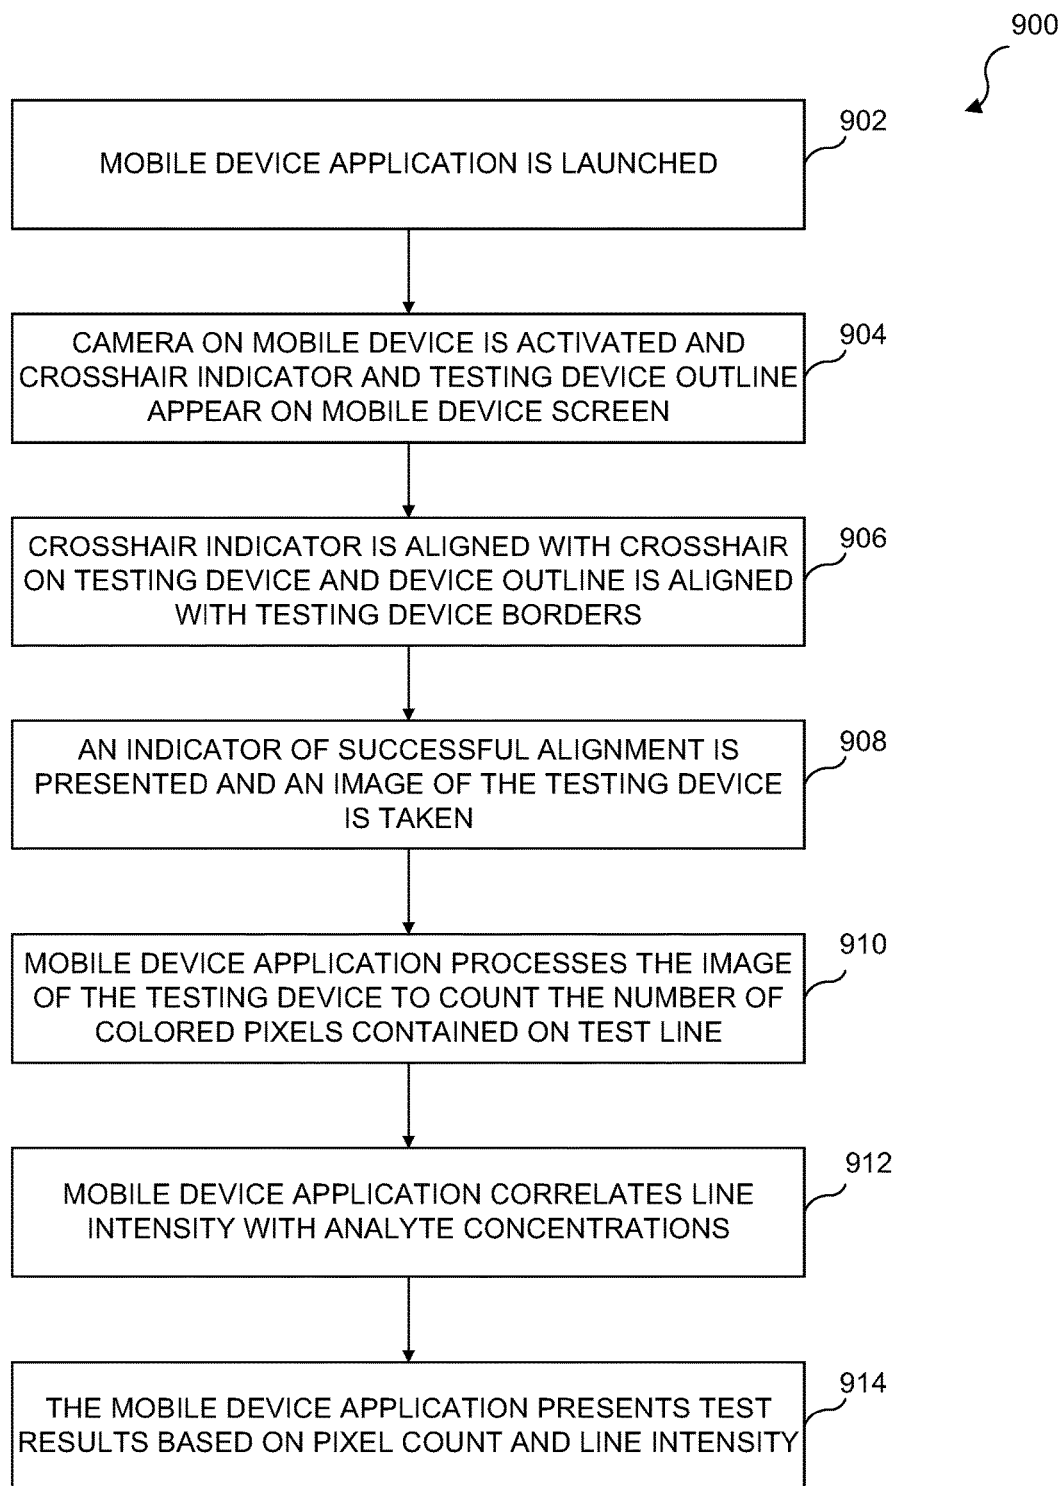 900
902
MOBILE DEVICE APPLICATION IS LAUNCHED
904
CAMERA ON MOBILE DEVICE IS ACTIVATED AND
CROSSHAIR INDICATOR AND TESTING DEVICE OUTLINE
APPEAR ON MOBILE DEVICE SCREEN
906
CROSSHAIR INDICATOR IS ALIGNED WITH CROSSHAIR
ON TESTING DEVICE AND DEVICE OUTLINE IS ALIGNED
WITH TESTING DEVICE BORDERS
908
AN INDICATOR OF SUCCESSFUL ALIGNMENT IS
PRESENTED AND AN IMAGE OF THE TESTING DEVICE
IS TAKEN
910
MOBILE DEVICE APPLICATION PROCESSES THE IMAGE
OF THE TESTING DEVICE TO COUNT THE NUMBER OF
COLORED PIXELS CONTAINED ON TEST LINE
912
MOBILE DEVICE APPLICATION CORRELATES LINE
INTENSITY WITH ANALYTE CONCENTRATIONS
914
THE MOBILE DEVICE APPLICATION PRESENTS TEST
RESULTS BASED ON PIXEL COUNT AND LINE INTENSITY